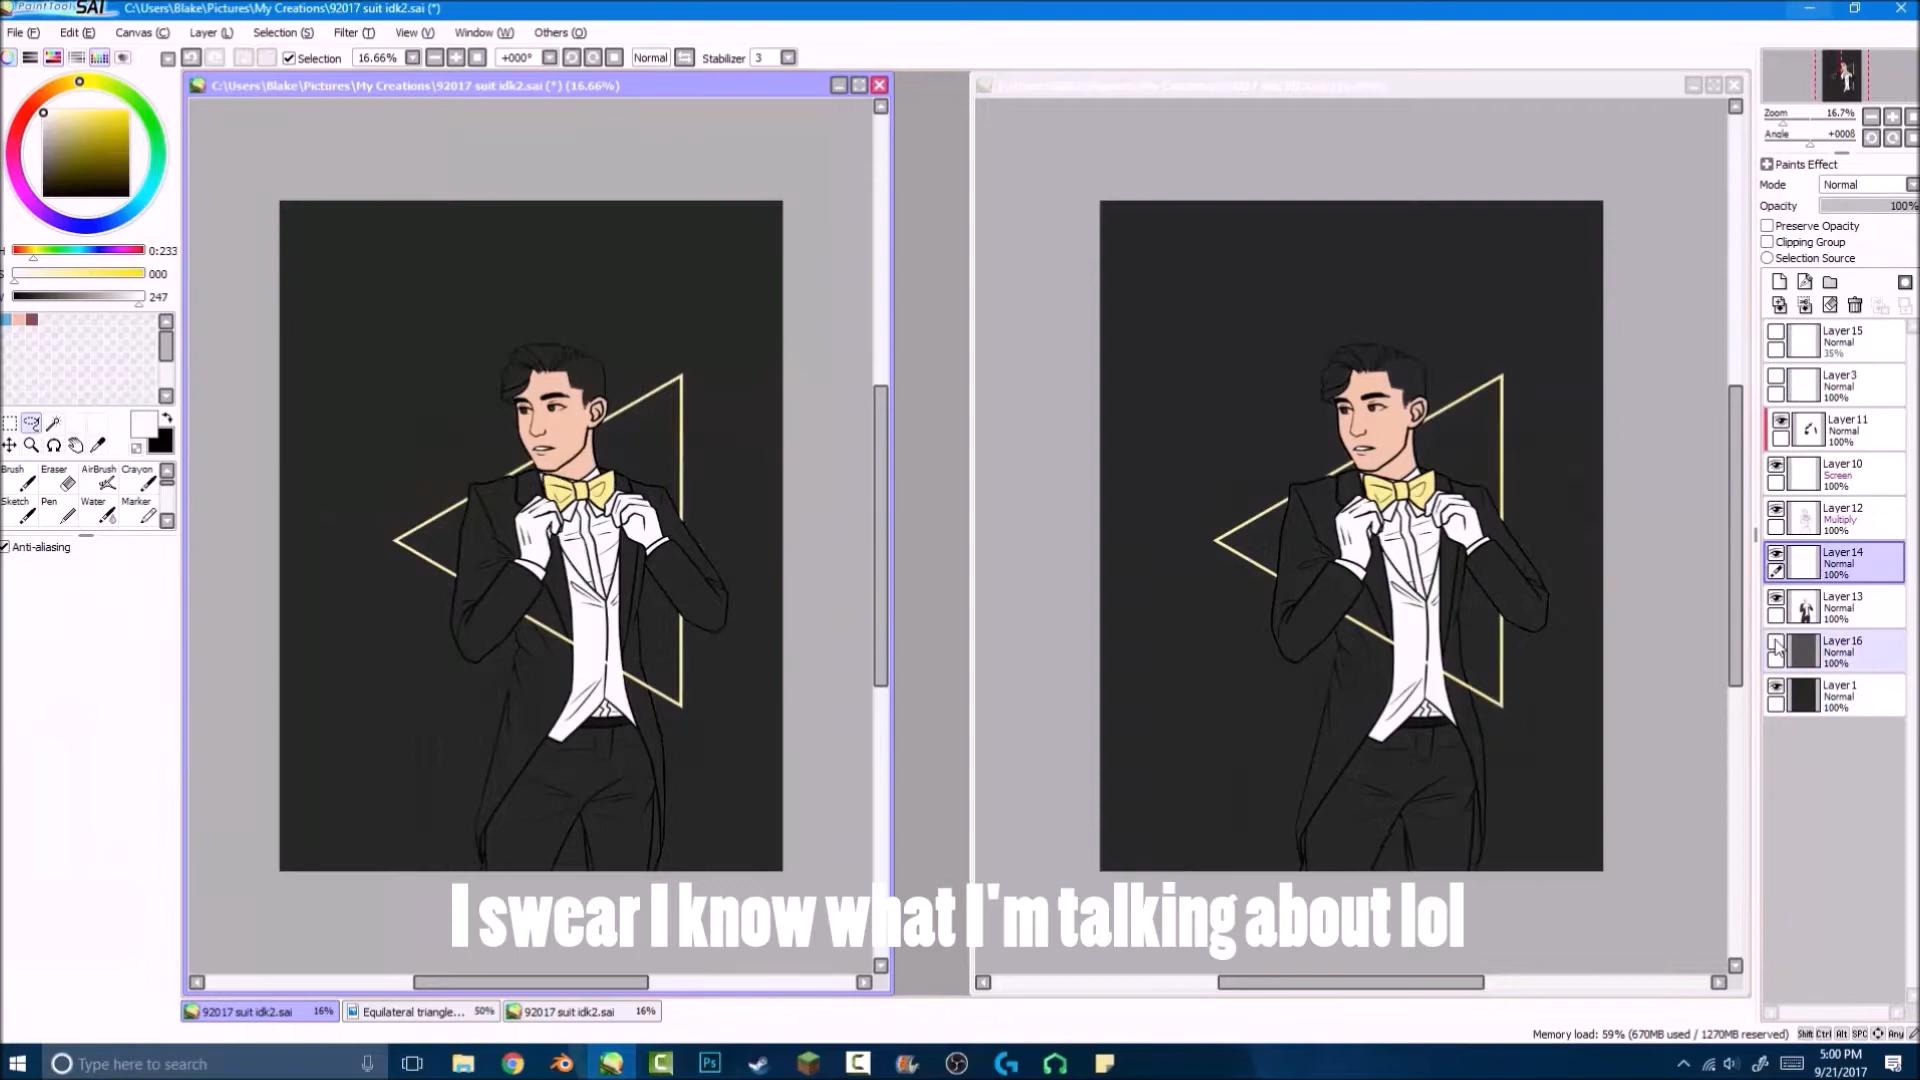 PaintTool SAI C:\Users\Blake\Pictures\My Creations\92017 suit idk2.sai (*)
File (F) Edit (E) Canvas (C) Layer (L) Selection (S) Filter (T) View (V) Window (W) Others (O)
Selection 16.66% +000° Normal Stabilizer 3
C:\Users\Blake\Pictures\My Creations\92017 suit idk2.sai (*) (16.66%)
Zoom 16.7%
Angle +0008
Paints Effect
Mode Normal
Opacity 100%
Preserve Opacity
Clipping Group
Selection Source
H 0:233
S 000
V 247
Brush Eraser AirBrush Crayon
Sketch Pen Water Marker
Anti-aliasing
Layer15
Normal
35%
Layer3
Normal
100%
Layer11
Normal
100%
Layer10
Screen
100%
Layer12
Multiply
100%
Layer14
Normal
100%
Layer13
Normal
100%
Layer16
Normal
100%
Layer1
Normal
100%
I swear I know what I'm talking about lol
92017 suit idk2.sai 16% Equilateral triangle... 50% 92017 suit idk2.sai 16%
Memory load: 59% (670MB used / 1270MB reserved) Shift Ctrl Alt SPC Any
Type here to search
Ps
5:00 PM
9/21/2017